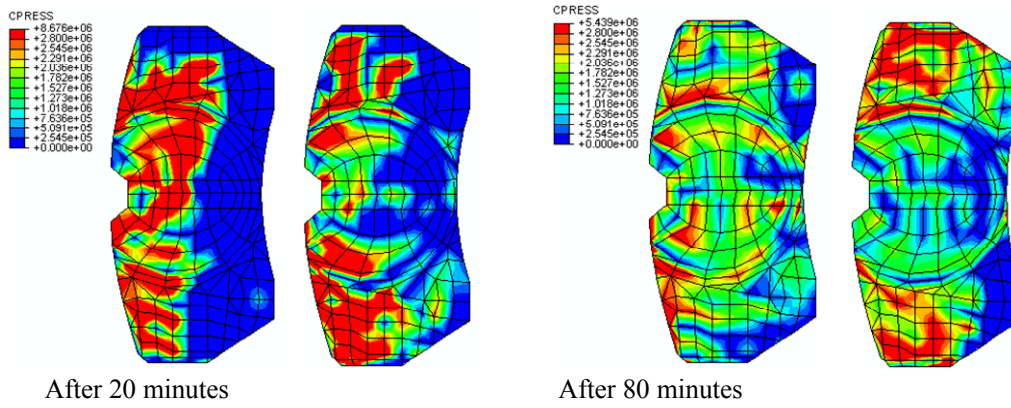 CPRESS
+8.676e+06
+2.800e+06
+2.545e+06
+2.291e+06
+2.036e+06
+1.782e+06
+1.527e+06
+1.273e+06
+1.018e+06
+7.636e+05
+5.091e+05
+2.545e+05
+0.000e+00
CPRESS
+5.439e+06
+2.800e+06
+2.545e+06
+2.291e+06
+2.036e+06
+1.782e+06
+1.527e+06
+1.273e+06
+1.018e+06
+7.636e+05
+5.091e+05
+2.545e+05
+0.000e+00
After 20 minutes
After 80 minutes